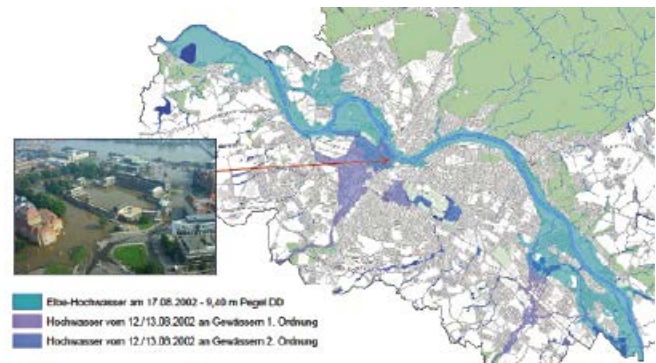 Elbe-Hochwasser am 17.08.2002 - 9,40 m Pegel DD
Hochwasser vom 12./13.08.2002 an Gewässern 1. Ordnung
Hochwasser vom 12./13.08.2002 an Gewässern 2. Ordnung